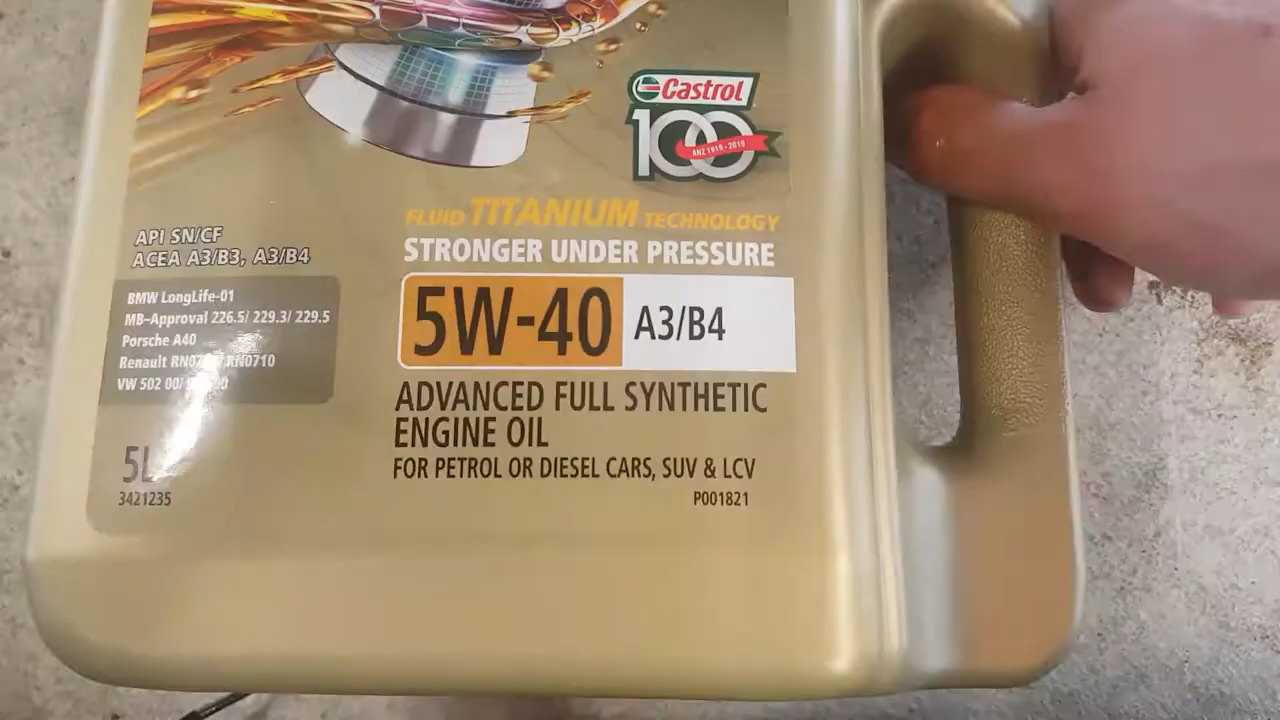 Castrol
100
ANZ 1919 - 2019
FLUID TITANIUM TECHNOLOGY
STRONGER UNDER PRESSURE
5W-40 A3/B4
ADVANCED FULL SYNTHETIC
ENGINE OIL
FOR PETROL OR DIESEL CARS, SUV & LCV
P001821
API SN/CF
ACEA A3/B3, A3/B4
BMW LongLife-01
MB-Approval 226.5/ 229.3/ 229.5
Porsche A40
Renault
VW 502 00/
5L
3421235